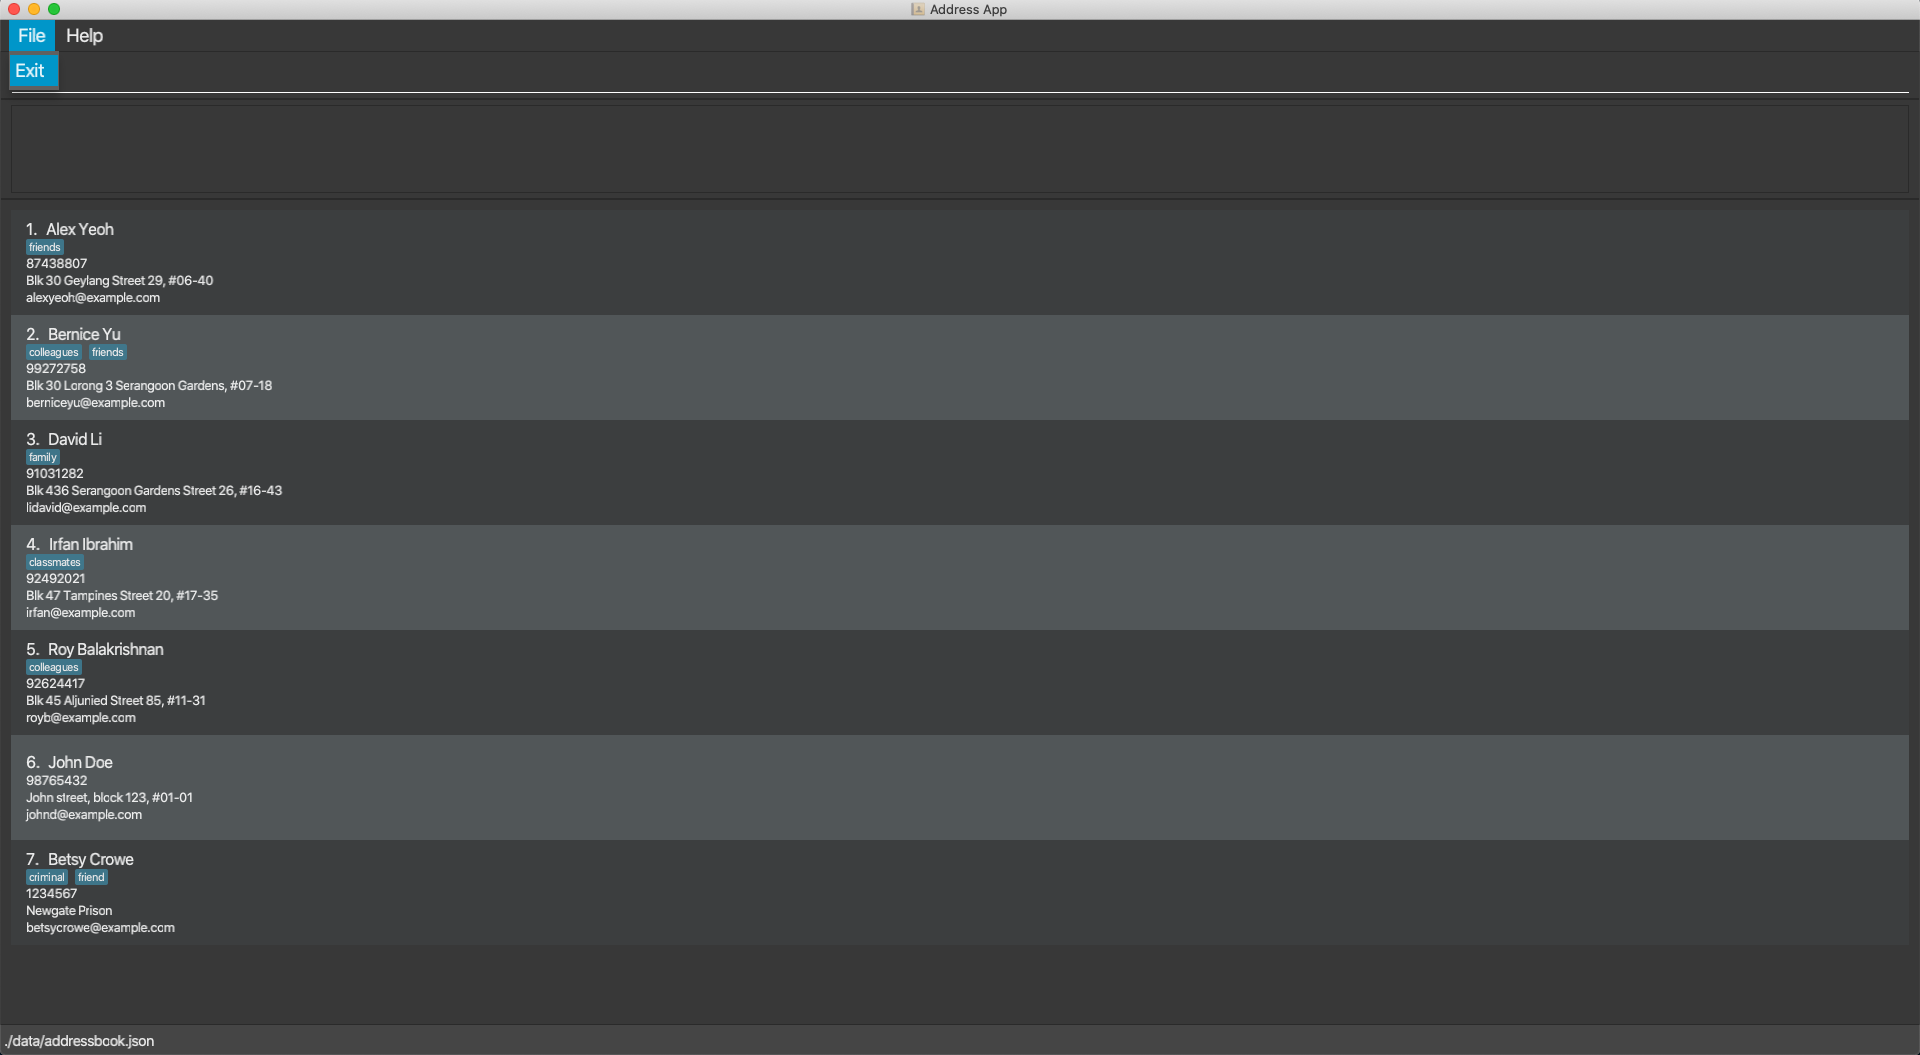 Address App
File Help
Exit
1. Alex Yeoh
friends
87438807
Blk 30 Geylang Street 29, #06-40
alexyeoh@example.com
2. Bernice Yu
colleagues friends
99272758
Blk 30 Lorong 3 Serangoon Gardens, #07-18
berniceyu@example.com
3. David Li
family
91031282
Blk 436 Serangoon Gardens Street 26, #16-43
lidavid@example.com
4. Irfan Ibrahim
classmates
92492021
Blk 47 Tampines Street 20, #17-35
irfan@example.com
5. Roy Balakrishnan
colleagues
92624417
Blk 45 Aljunied Street 85, #11-31
royb@example.com
6. John Doe
98765432
John street, block 123, #01-01
johnd@example.com
7. Betsy Crowe
criminal friend
1234567
Newgate Prison
betsycrowe@example.com
./data/addressbook.json